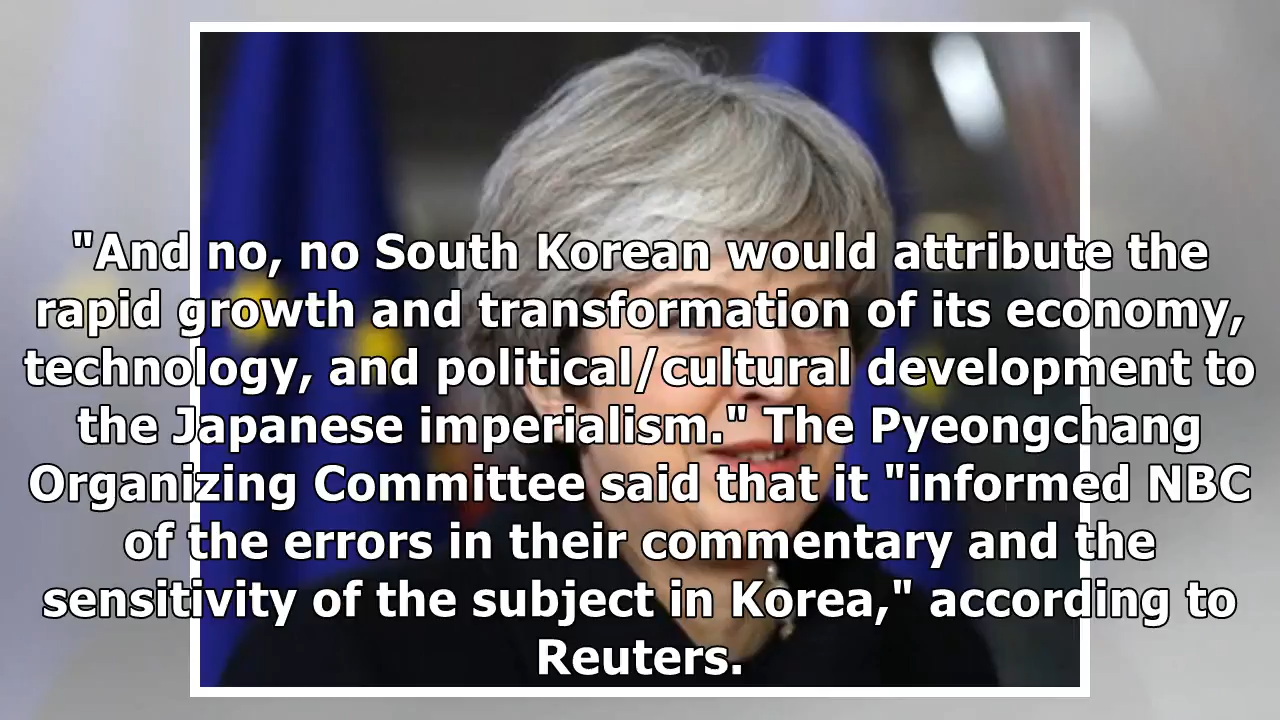 "And no, no South Korean would attribute the
rapid growth and transformation of its economy,
technology, and political/cultural development to
the Japanese imperialism." The Pyeongchang
Organizing Committee said that it "informed NBC
of the errors in their commentary and the
sensitivity of the subject in Korea," according to
Reuters.